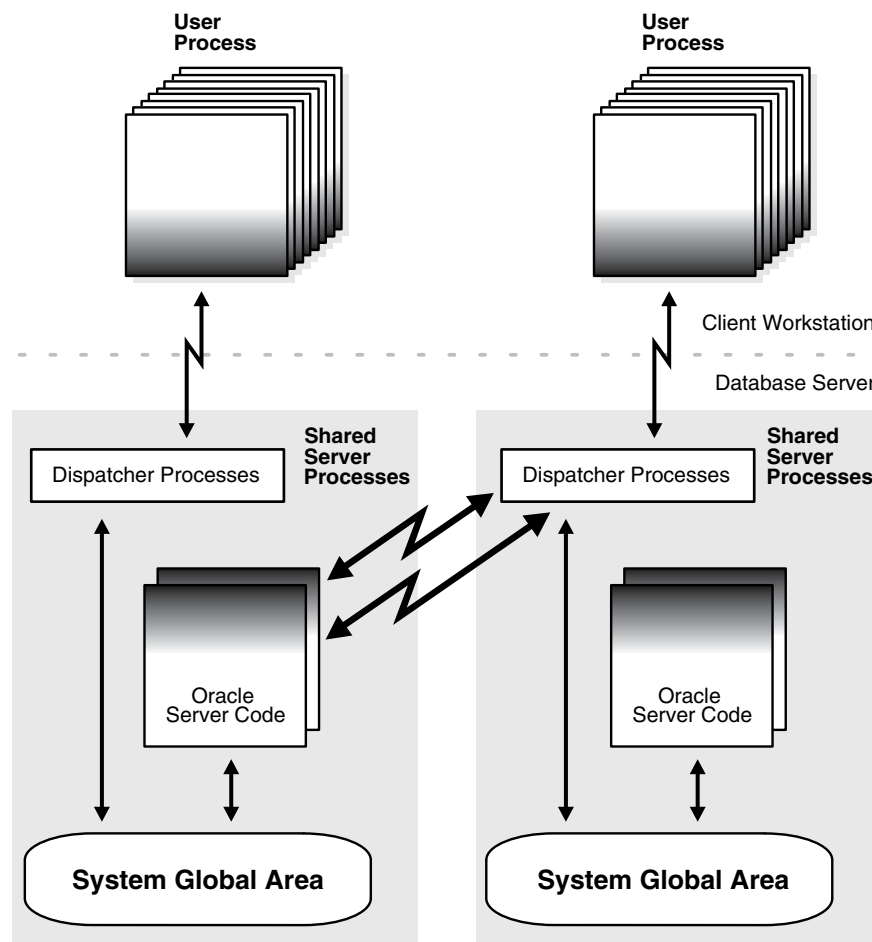 User
Process
User
Process
Client Workstation
Database Server
Shared
Server
Processes
Dispatcher Processes
Shared
Server
Processes
Dispatcher Processes
Oracle
Server Code
Oracle
Server Code
System Global Area
System Global Area